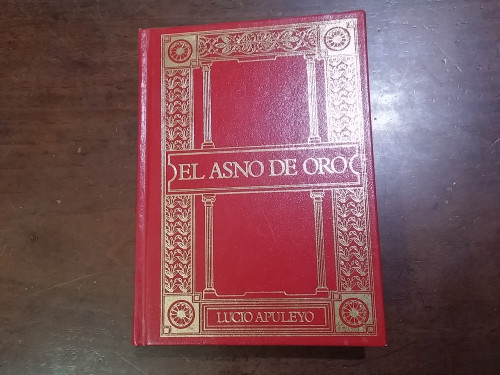 EL ASNO DE ORO
LUCIO APULEYO